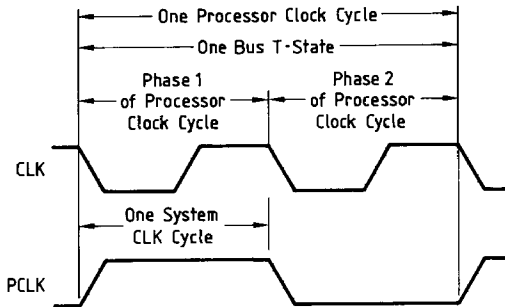 One Processor Clock Cycle
One Bus T-State
Phase 1
of Processor
Clock Cycle
Phase 2
of Processor
Clock Cycle
CLK
One System
CLK Cycle
PCLK